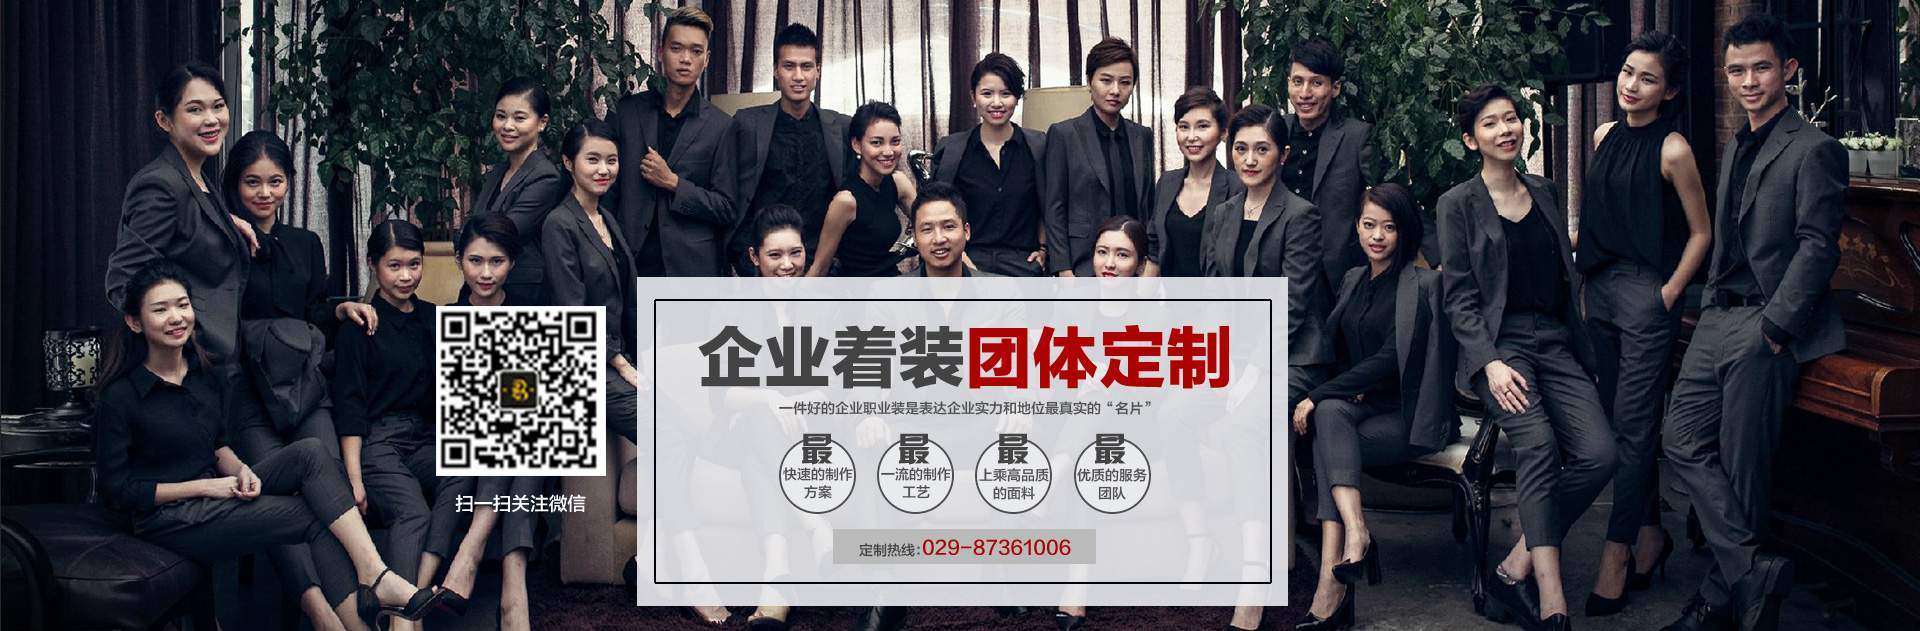 企业着装团体定制
一件好的企业职业装是表达企业实力和地位最真实的“名片”
最
快速的制作
方案
最
一流的制作
工艺
最
上乘高品质
的面料
最
优质的服务
团队
定制热线:029-87361006
扫一扫关注微信